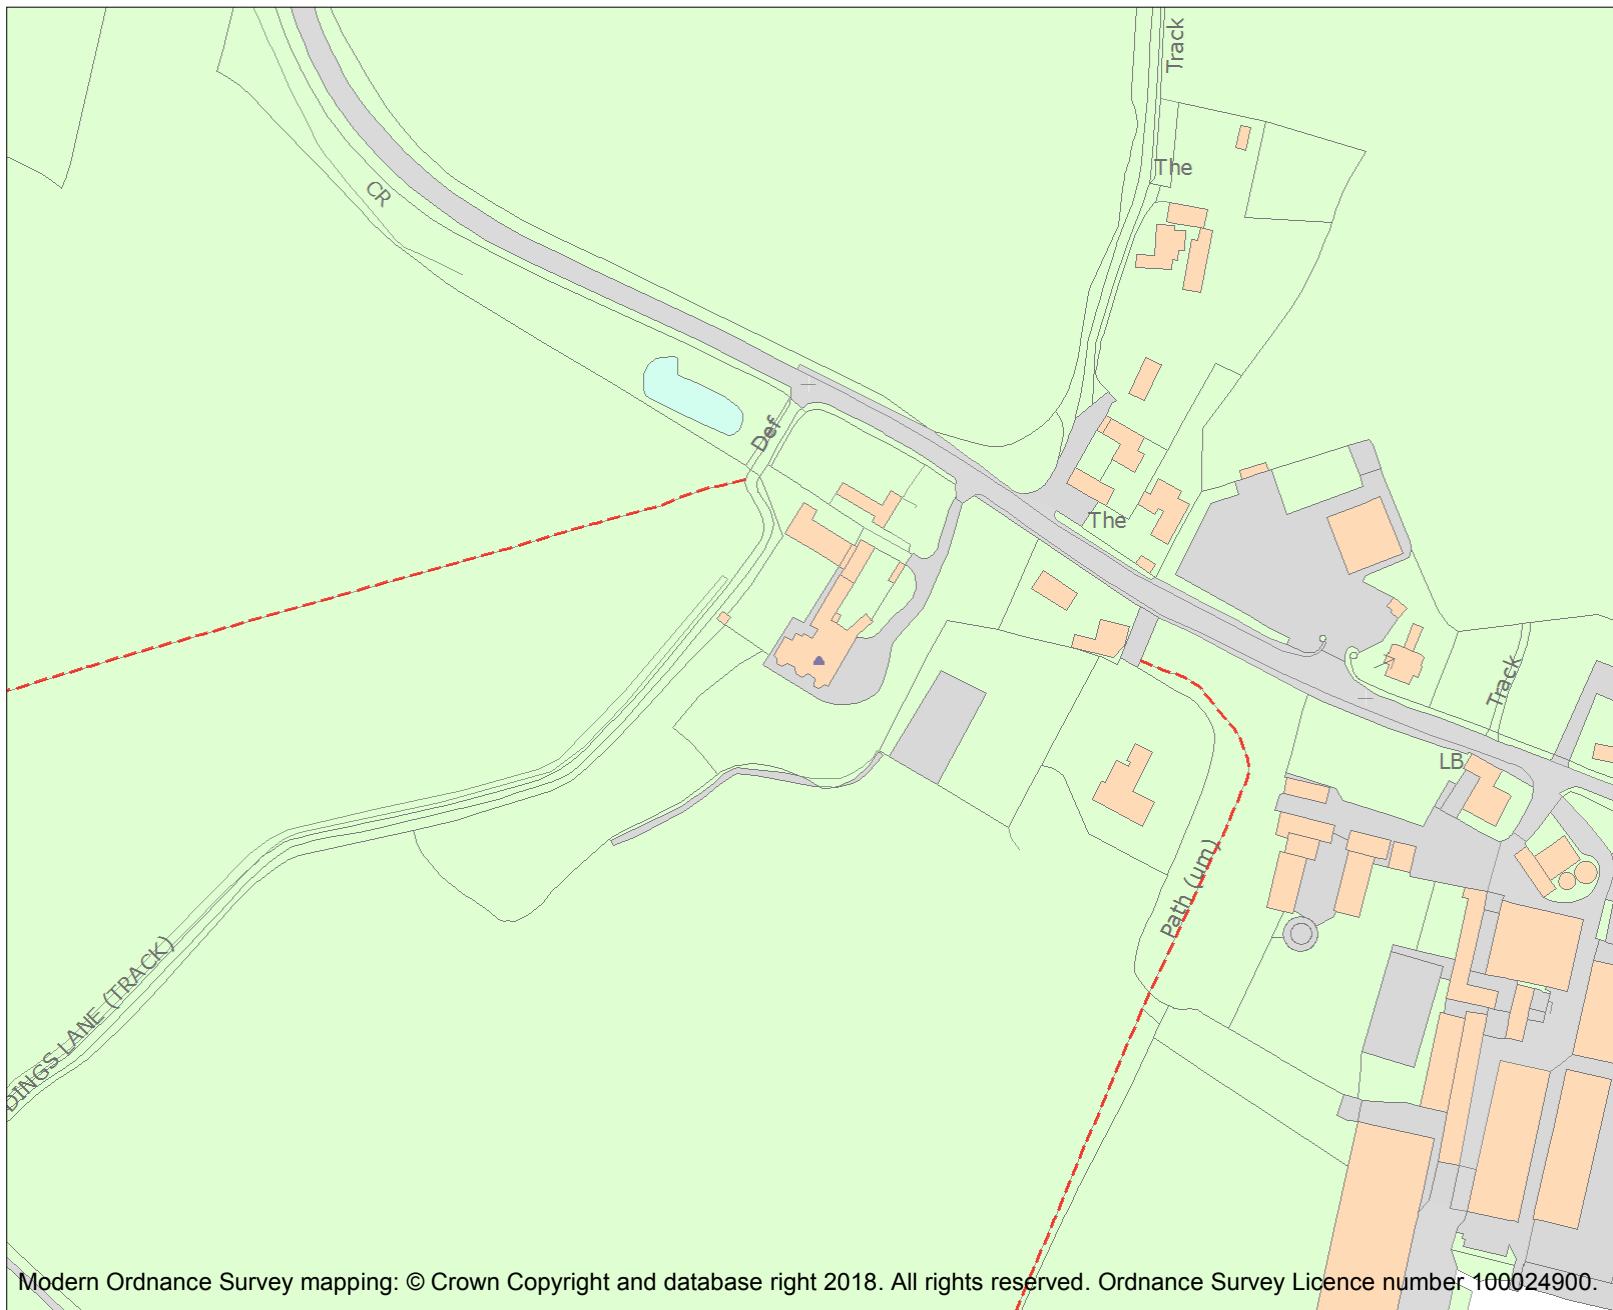 Track
The
CR
Def
The
Track
LB
Path (um)
DINGS LANE (TRACK)
Modern Ordnance Survey mapping: © Crown Copyright and database right 2018. All rights reserved. Ordnance Survey Licence number 100024900.